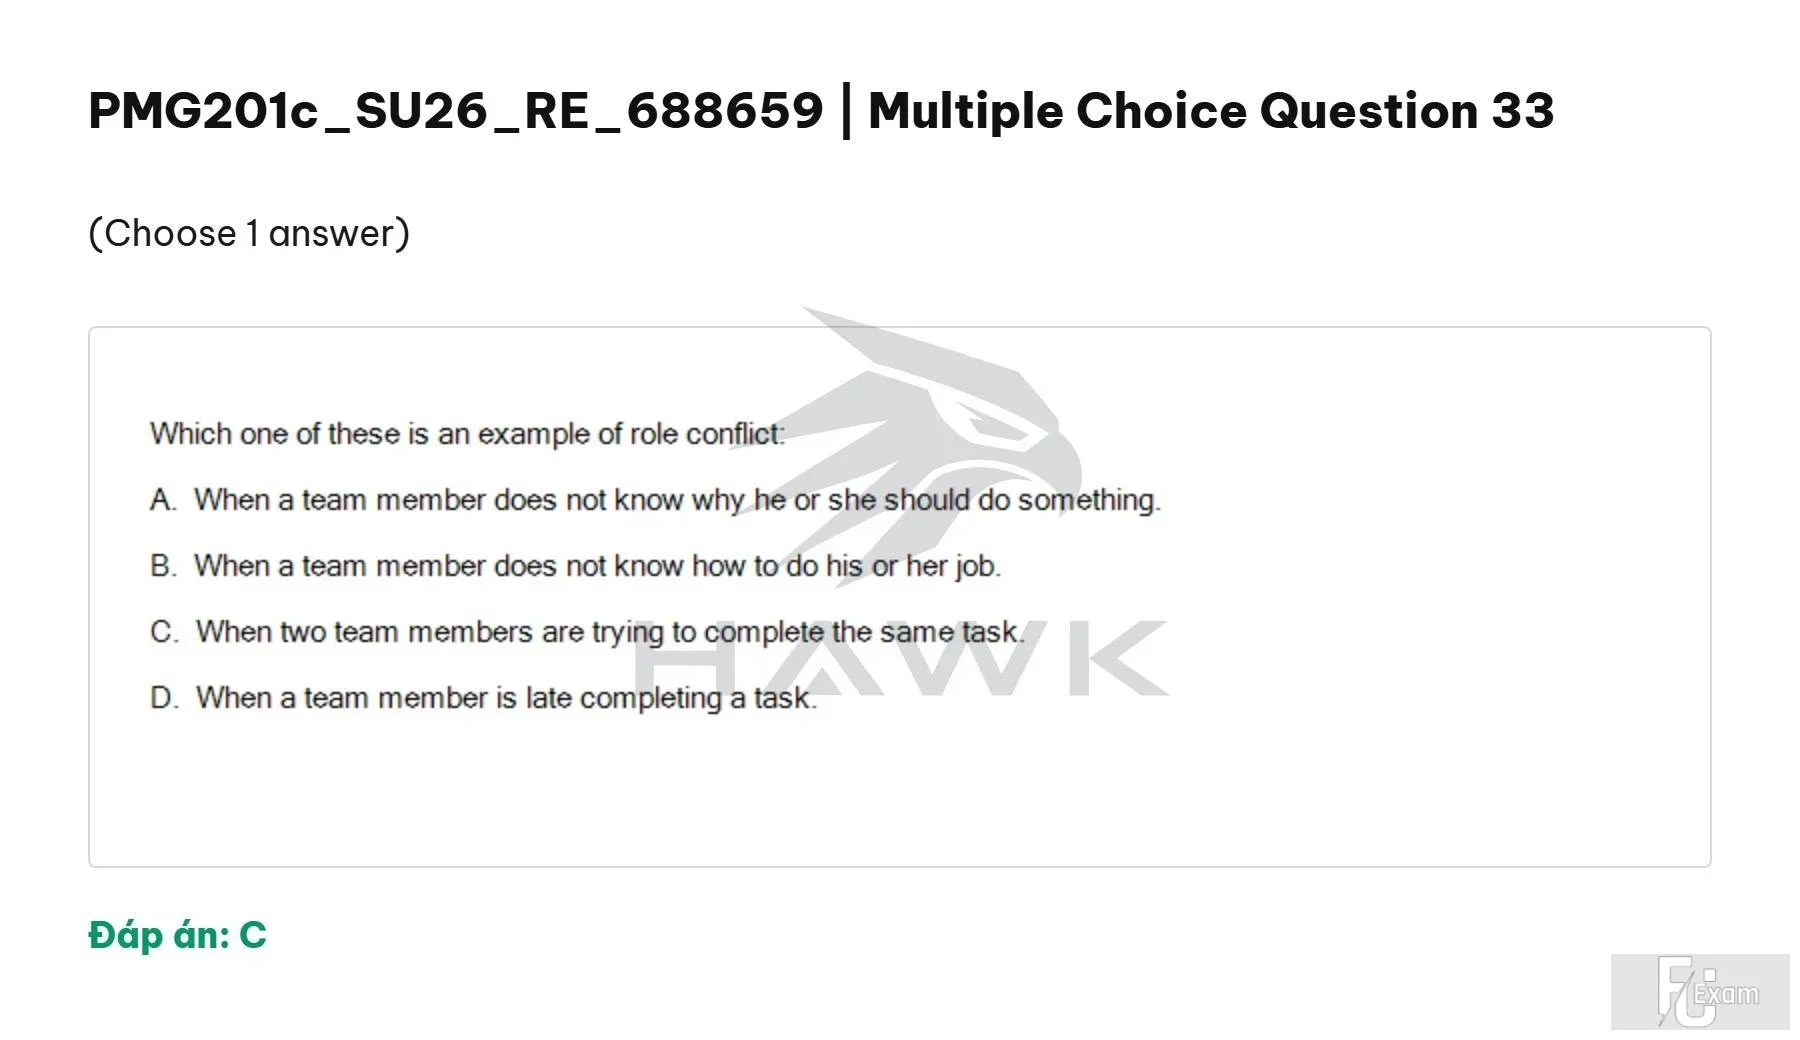 PMG201c_SU26_RE_688659 | Multiple Choice Question 33
(Choose 1 answer)
Which one of these is an example of role conflict:
A. When a team member does not know why he or she should do something.
B. When a team member does not know how to do his or her job.
C. When two team members are trying to complete the same task.
D. When a team member is late completing a task.
HAWK
Đáp án: C
FU Exam